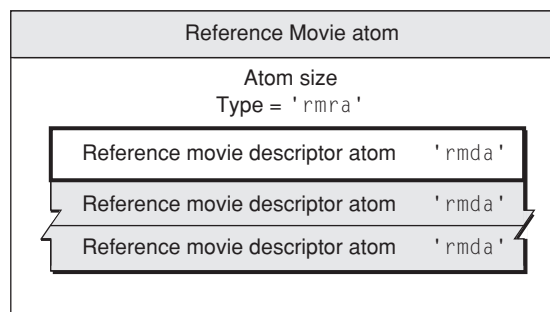 Reference Movie atom
Atom size
Type = 'rmra'
Reference movie descriptor atom 'rmda'
Reference movie descriptor atom 'rmda'
Reference movie descriptor atom 'rmda'